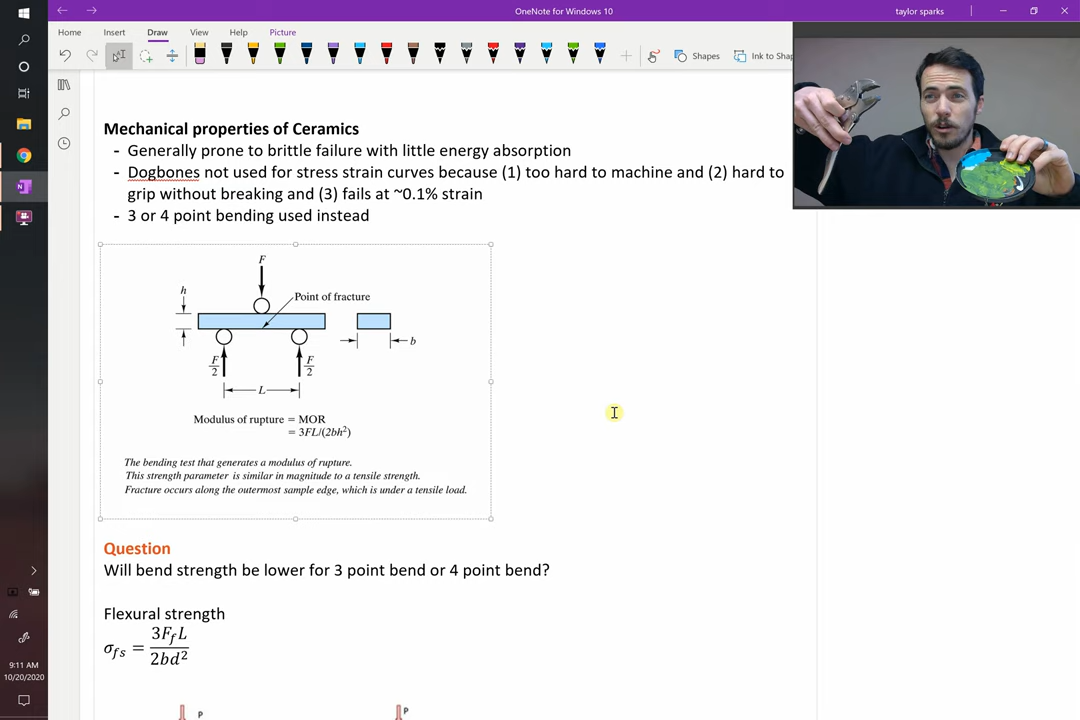 OneNote for Windows 10
taylor sparks
Home Insert Draw View Help Picture
Shapes
Ink to Shap
Mechanical properties of Ceramics
- Generally prone to brittle failure with little energy absorption
- Dogbones not used for stress strain curves because (1) too hard to machine and (2) hard to
grip without breaking and (3) fails at ~0.1% strain
- 3 or 4 point bending used instead
F
h
Point of fracture
b
F/2
F/2
L
Modulus of rupture = MOR
= 3FL/(2bh²)
The bending test that generates a modulus of rupture.
This strength parameter is similar in magnitude to a tensile strength.
Fracture occurs along the outermost sample edge, which is under a tensile load.
Question
Will bend strength be lower for 3 point bend or 4 point bend?
Flexural strength
σfs = 3FfL / 2bd²
P
P
9:11 AM
10/20/2020